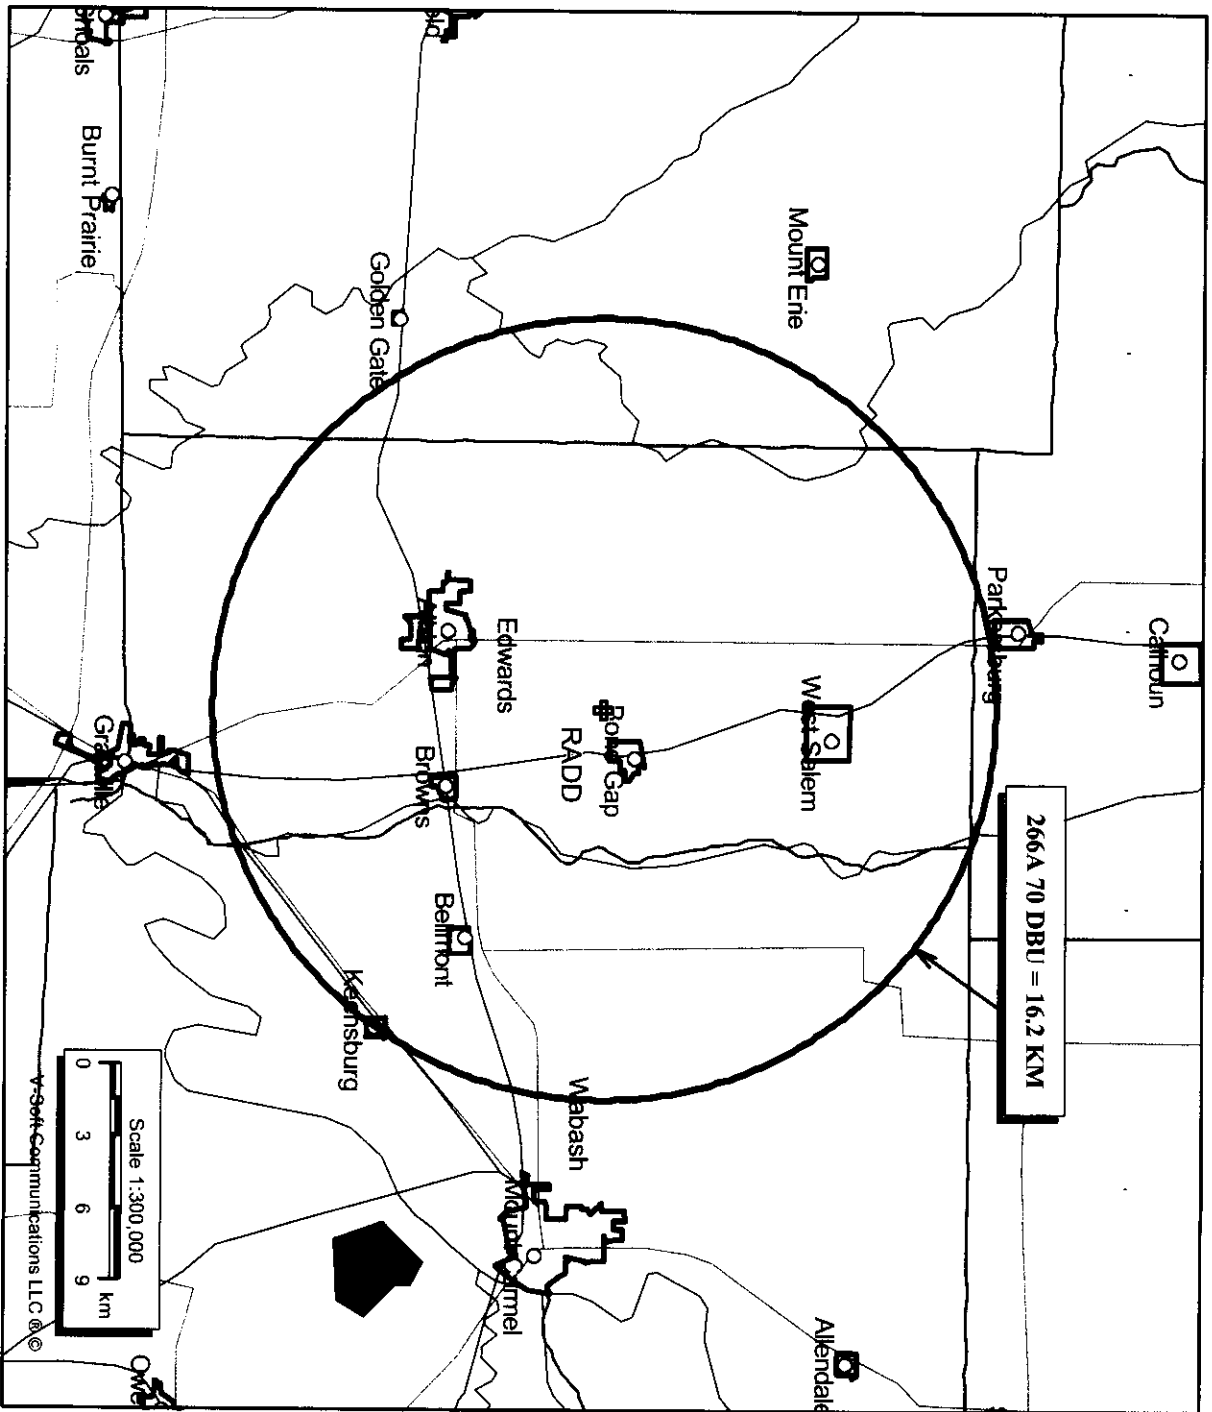 Calhoun
266A 70 DBU = 16.2 KM
Parkersburg
Mount Erie
West Salem
Allendale
Bone Gap
RADD
Wabash
Edwards
Mount Carmel
Browns
Belmont
Golden Gate
Keensburg
Burnt Prairie
Grayville
Scale 1:300,000
0 3 6 9 km
V-Soft Communications LLC ® ©